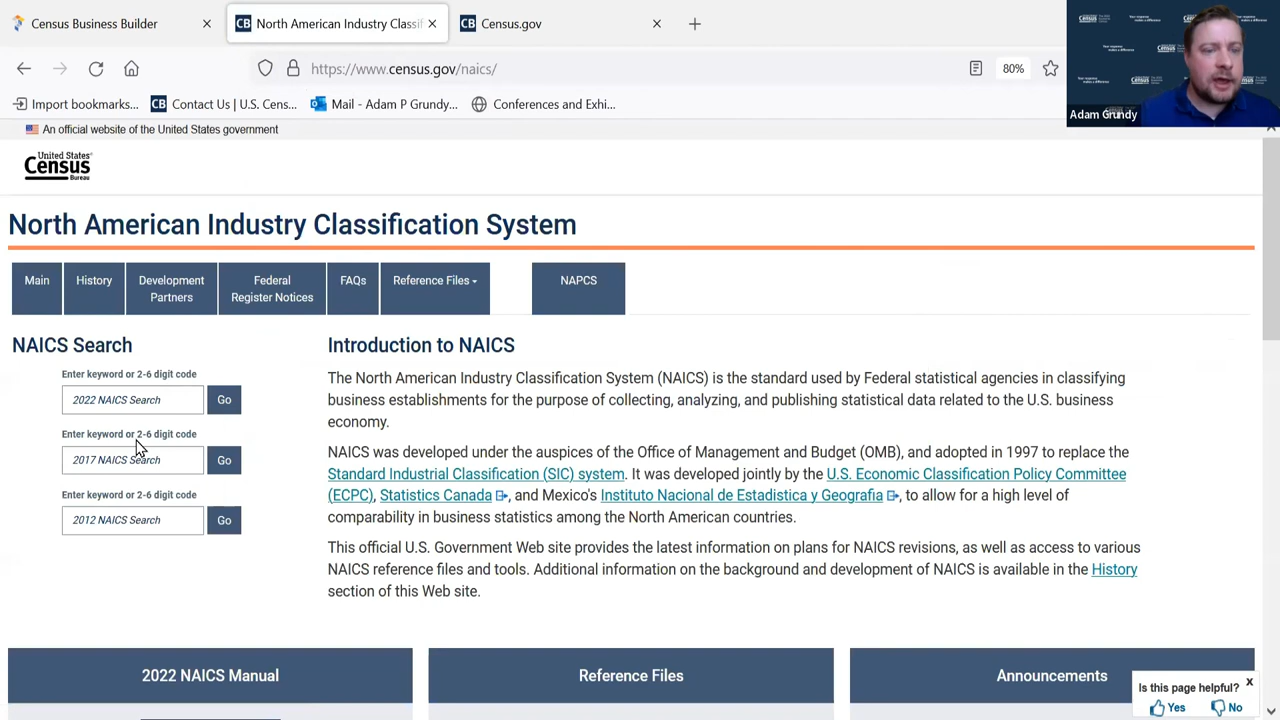 Census Business Builder
CB North American Industry Classif
CB Census.gov
https://www.census.gov/naics/
80%
Import bookmarks...
CB Contact Us | U.S. Cens...
Mail - Adam P Grundy...
Conferences and Exhi...
Adam Grundy
An official website of the United States government
United States®
Census
Bureau
North American Industry Classification System
Main
History
Development
Partners
Federal
Register Notices
FAQs
Reference Files
NAPCS
NAICS Search
Enter keyword or 2-6 digit code
2022 NAICS Search
Go
Enter keyword or 2-6 digit code
2017 NAICS Search
Go
Enter keyword or 2-6 digit code
2012 NAICS Search
Go
Introduction to NAICS
The North American Industry Classification System (NAICS) is the standard used by Federal statistical agencies in classifying
business establishments for the purpose of collecting, analyzing, and publishing statistical data related to the U.S. business
economy.
NAICS was developed under the auspices of the Office of Management and Budget (OMB), and adopted in 1997 to replace the
Standard Industrial Classification (SIC) system. It was developed jointly by the U.S. Economic Classification Policy Committee
(ECPC), Statistics Canada, and Mexico's Instituto Nacional de Estadistica y Geografia, to allow for a high level of
comparability in business statistics among the North American countries.
This official U.S. Government Web site provides the latest information on plans for NAICS revisions, as well as access to various
NAICS reference files and tools. Additional information on the background and development of NAICS is available in the History
section of this Web site.
2022 NAICS Manual
Reference Files
Announcements
Is this page helpful? x
Yes
No